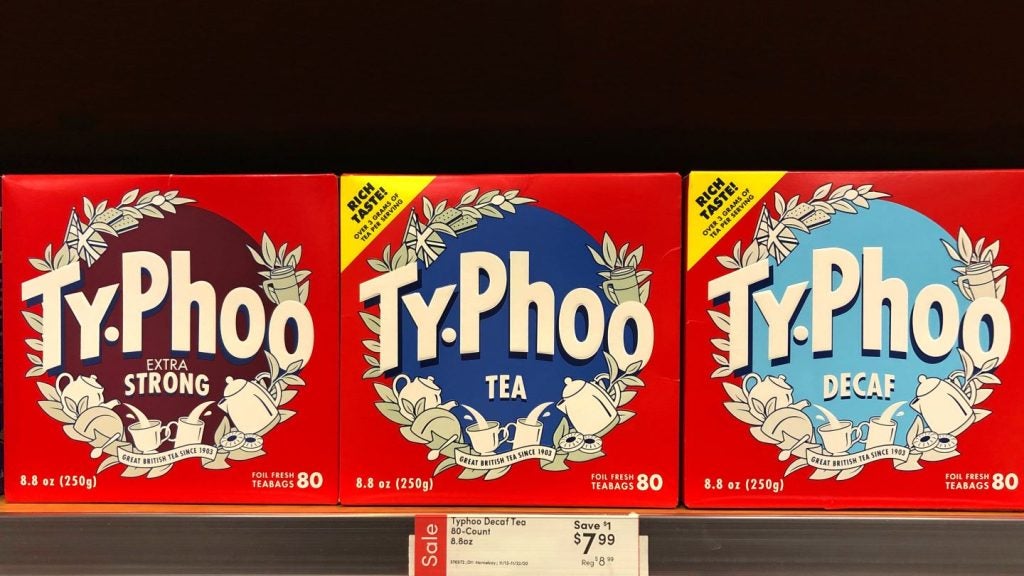 Ty.Phoo
EXTRA
STRONG
GREAT BRITISH TEA SINCE 1903
8.8 oz (250g)
FOIL FRESH
TEABAGS 80
RICH
TASTE!
OVER 3 GRAMS OF
TEA PER SERVING
Ty.Phoo
TEA
GREAT BRITISH TEA SINCE 1903
8.8 oz (250g)
FOIL FRESH
TEABAGS 80
RICH
TASTE!
OVER 3 GRAMS OF
TEA PER SERVING
Ty.Phoo
DECAF
GREAT BRITISH TEA SINCE 1903
8.8 oz (250g)
FOIL FRESH
TEABAGS 80
Sale
Typhoo Decaf Tea
80-Count
8.8oz
Save $1
$7.99
Reg $8.99